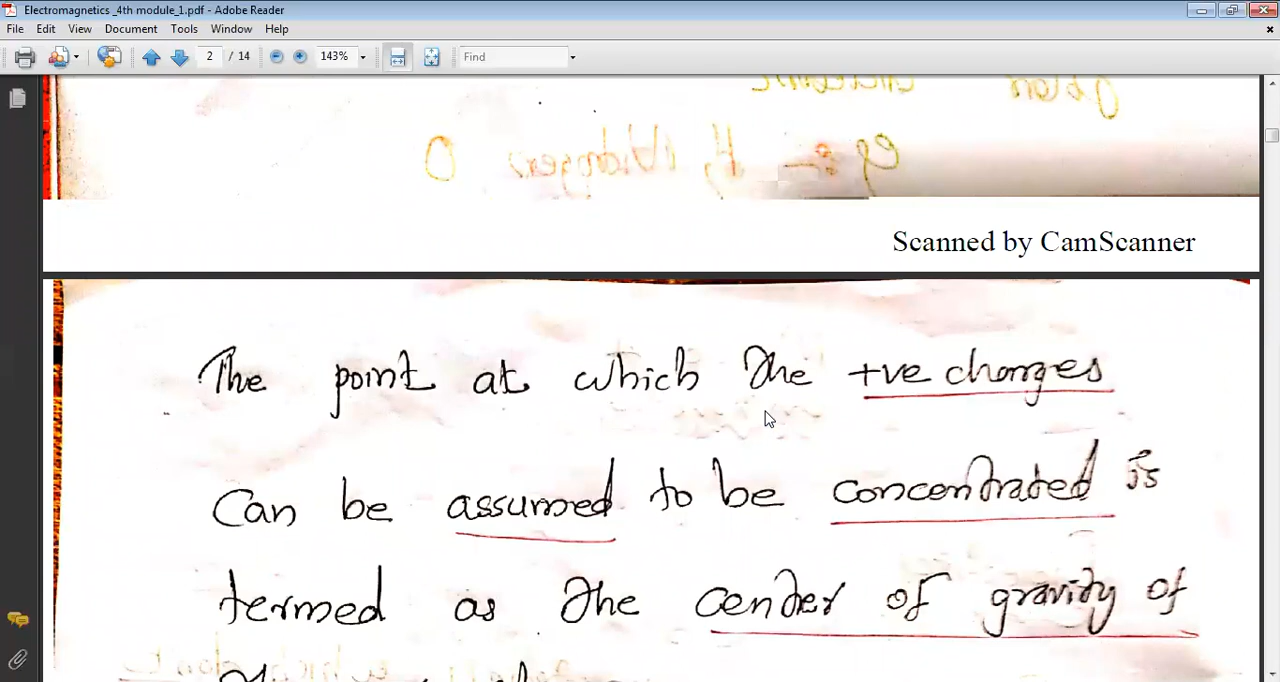 Electromagnetics _4th module_1.pdf - Adobe Reader
File Edit View Document Tools Window Help
2 / 14 143% Find
Scanned by CamScanner
The point at which the +ve charges
Can be assumed to be concentrated is
termed as the center of gravity of